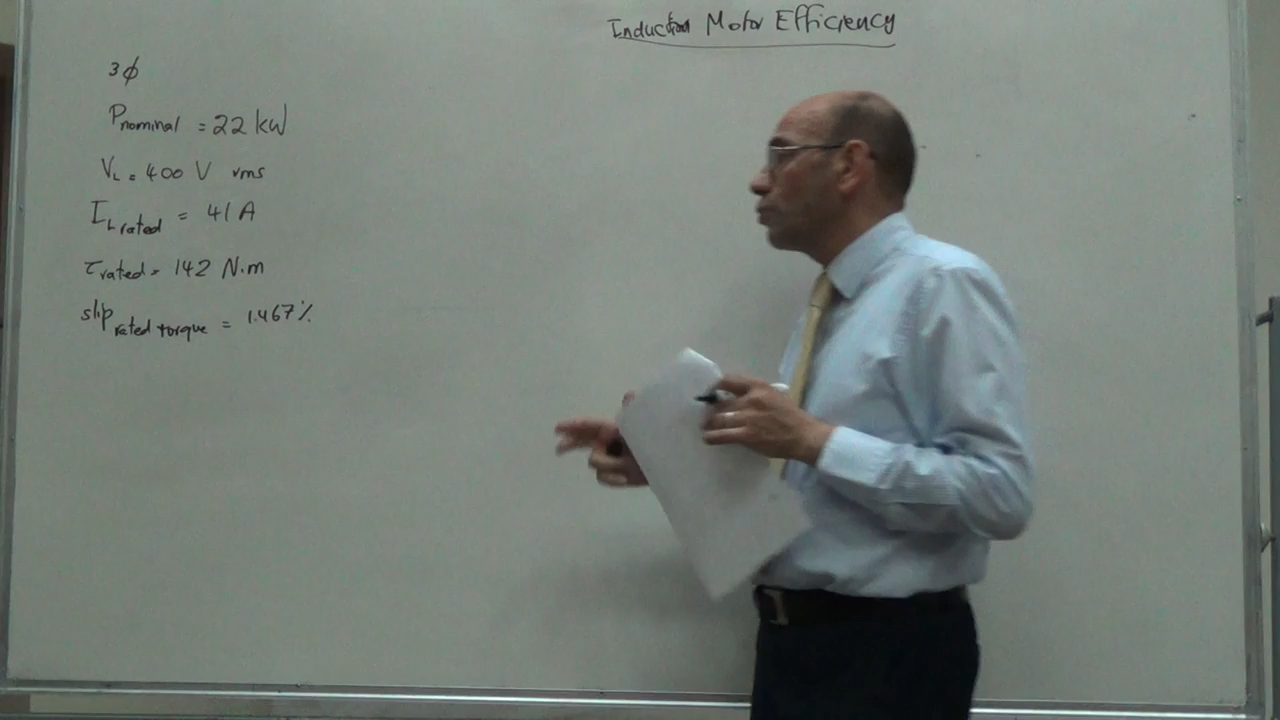 Induction Motor Efficiency
3ϕ
Pnominal = 22 kW
VL = 400 V rms
IL rated = 41 A
τrated = 142 N.m
slip rated torque = 1.467%